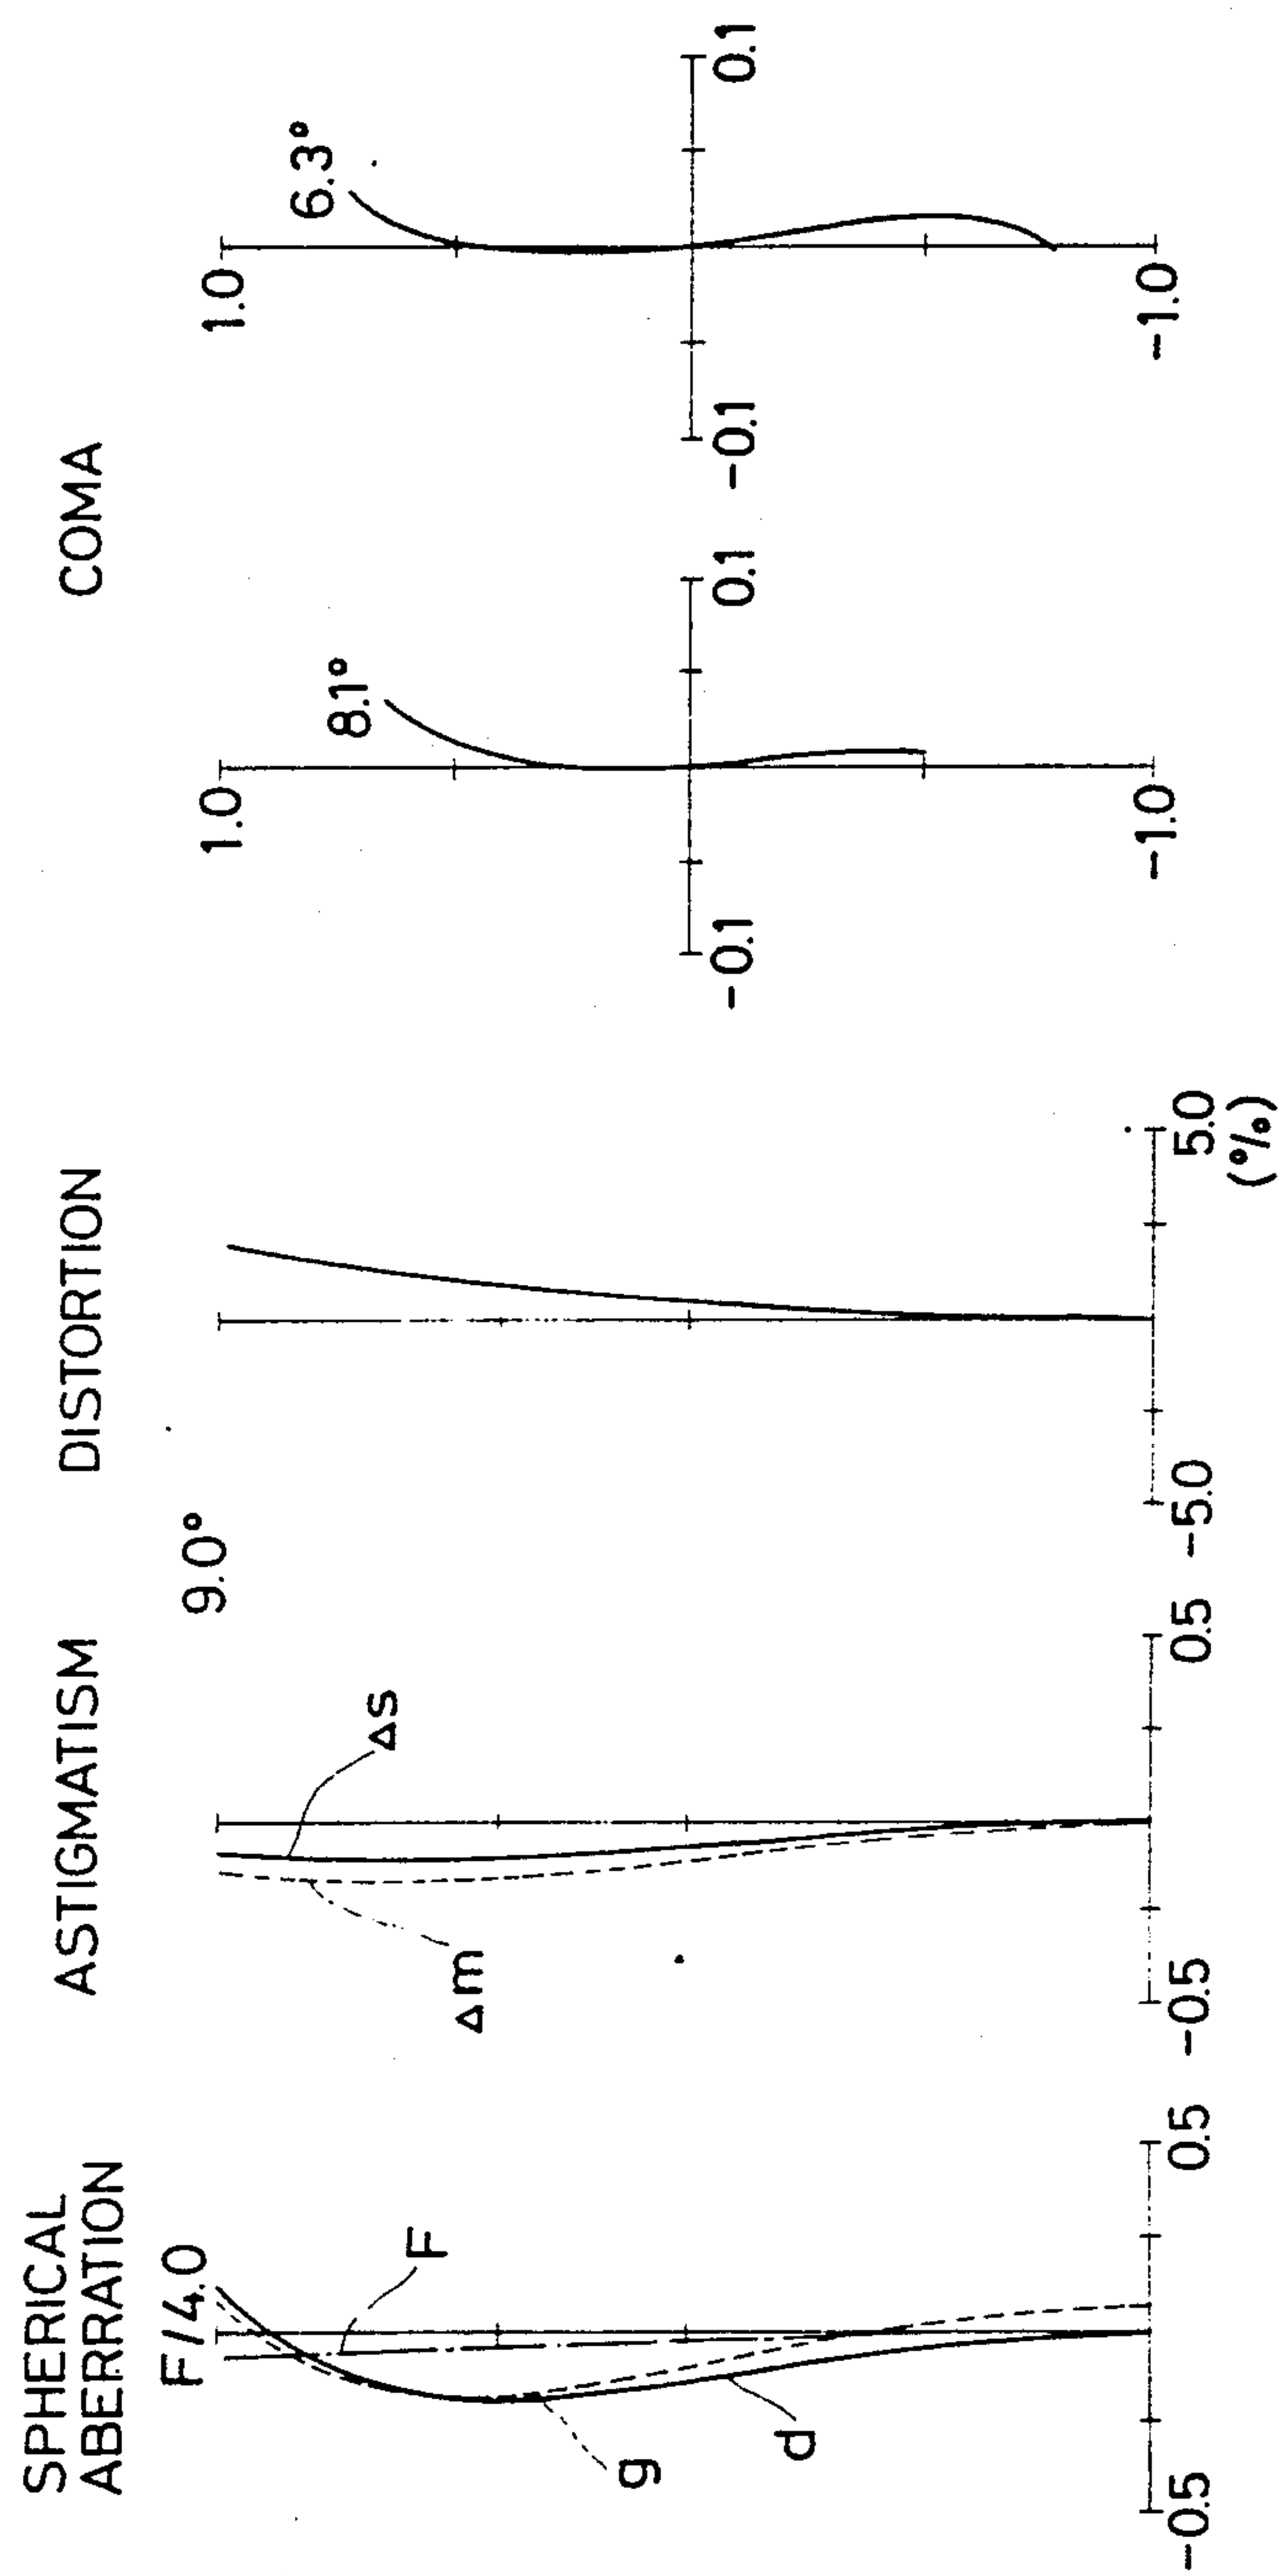 SPHERICAL
ABERRATION
F/4.0
F
g
d
-0.5
0.5
ASTIGMATISM
9.0°
Δs
Δm
-0.5
0.5
DISTORTION
-5.0
5.0
(%)
COMA
1.0
8.1°
-0.1
0.1
-1.0
1.0
6.3°
-0.1
0.1
-1.0